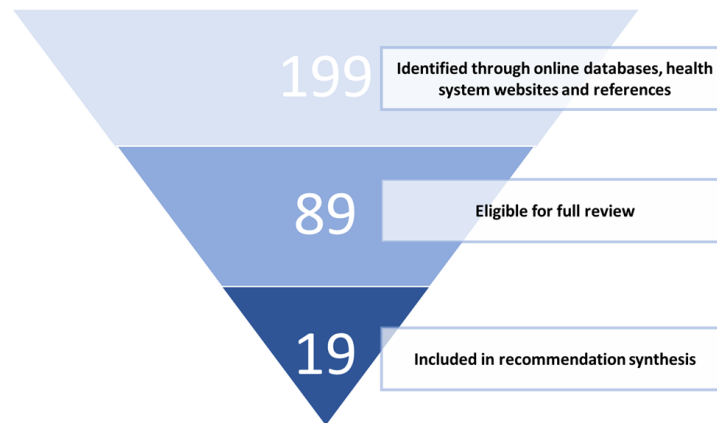 199
Identified through online databases, health
system websites and references
89
Eligible for full review
19
Included in recommendation synthesis